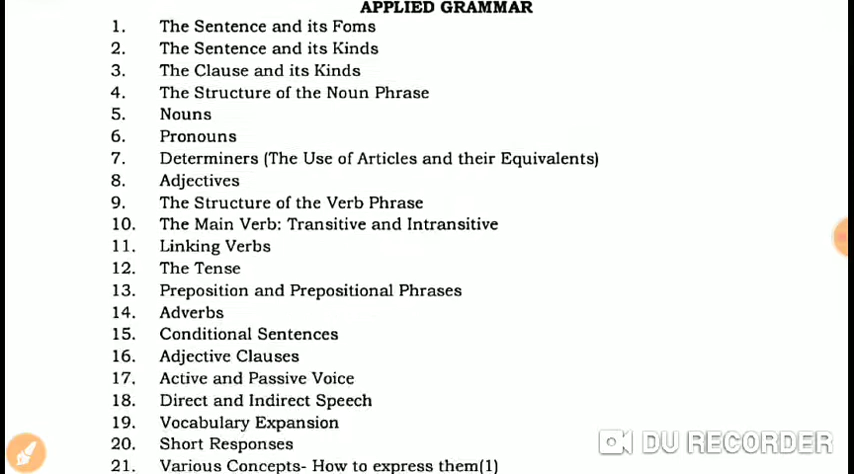 APPLIED GRAMMAR
1. The Sentence and its Foms
2. The Sentence and its Kinds
3. The Clause and its Kinds
4. The Structure of the Noun Phrase
5. Nouns
6. Pronouns
7. Determiners (The Use of Articles and their Equivalents)
8. Adjectives
9. The Structure of the Verb Phrase
10. The Main Verb: Transitive and Intransitive
11. Linking Verbs
12. The Tense
13. Preposition and Prepositional Phrases
14. Adverbs
15. Conditional Sentences
16. Adjective Clauses
17. Active and Passive Voice
18. Direct and Indirect Speech
19. Vocabulary Expansion
20. Short Responses
21. Various Concepts- How to express them(1)
DU RECORDER